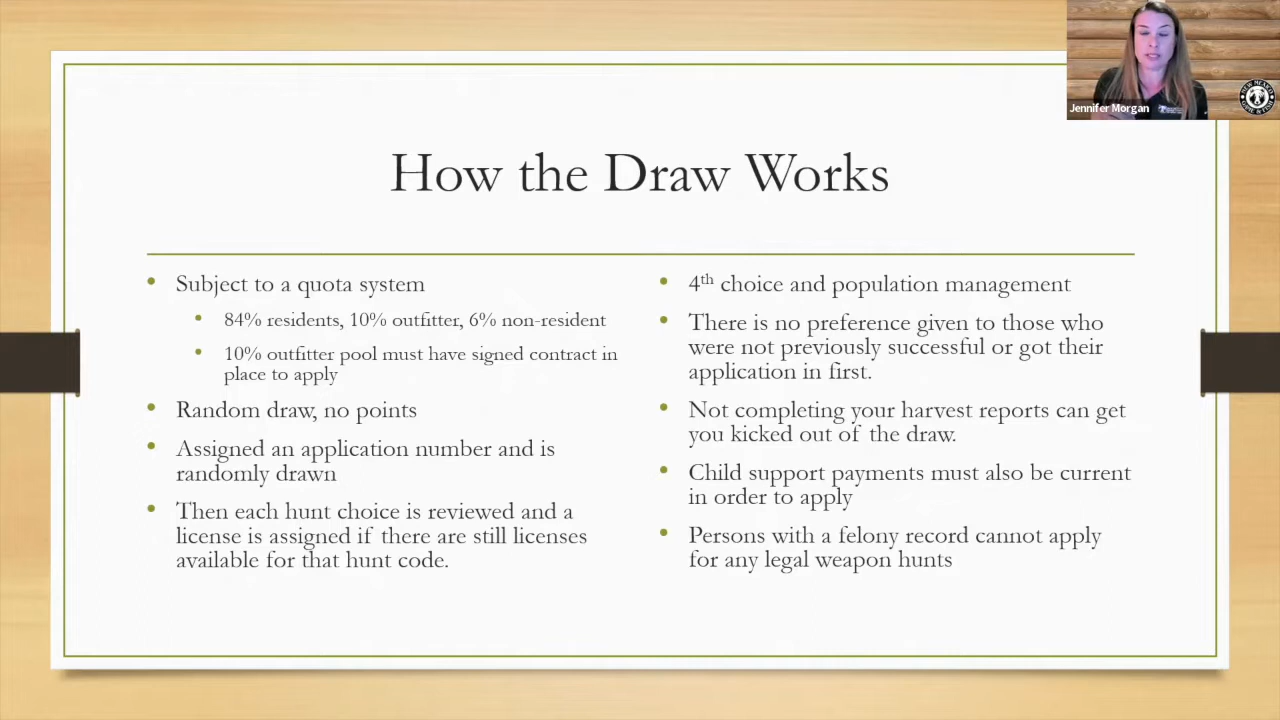 Jennifer Morgan
How the Draw Works
• Subject to a quota system
• 84% residents, 10% outfitter, 6% non-resident
• 10% outfitter pool must have signed contract in
place to apply
• Random draw, no points
• Assigned an application number and is
randomly drawn
• Then each hunt choice is reviewed and a
license is assigned if there are still licenses
available for that hunt code.
• 4th choice and population management
• There is no preference given to those who
were not previously successful or got their
application in first.
• Not completing your harvest reports can get
you kicked out of the draw.
• Child support payments must also be current
in order to apply
• Persons with a felony record cannot apply
for any legal weapon hunts